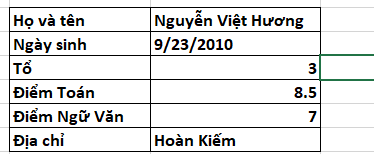 Họ và tên Nguyễn Việt Hương
Ngày sinh 9/23/2010
Tổ 3
Điểm Toán 8.5
Điểm Ngữ Văn 7
Địa chỉ Hoàn Kiếm